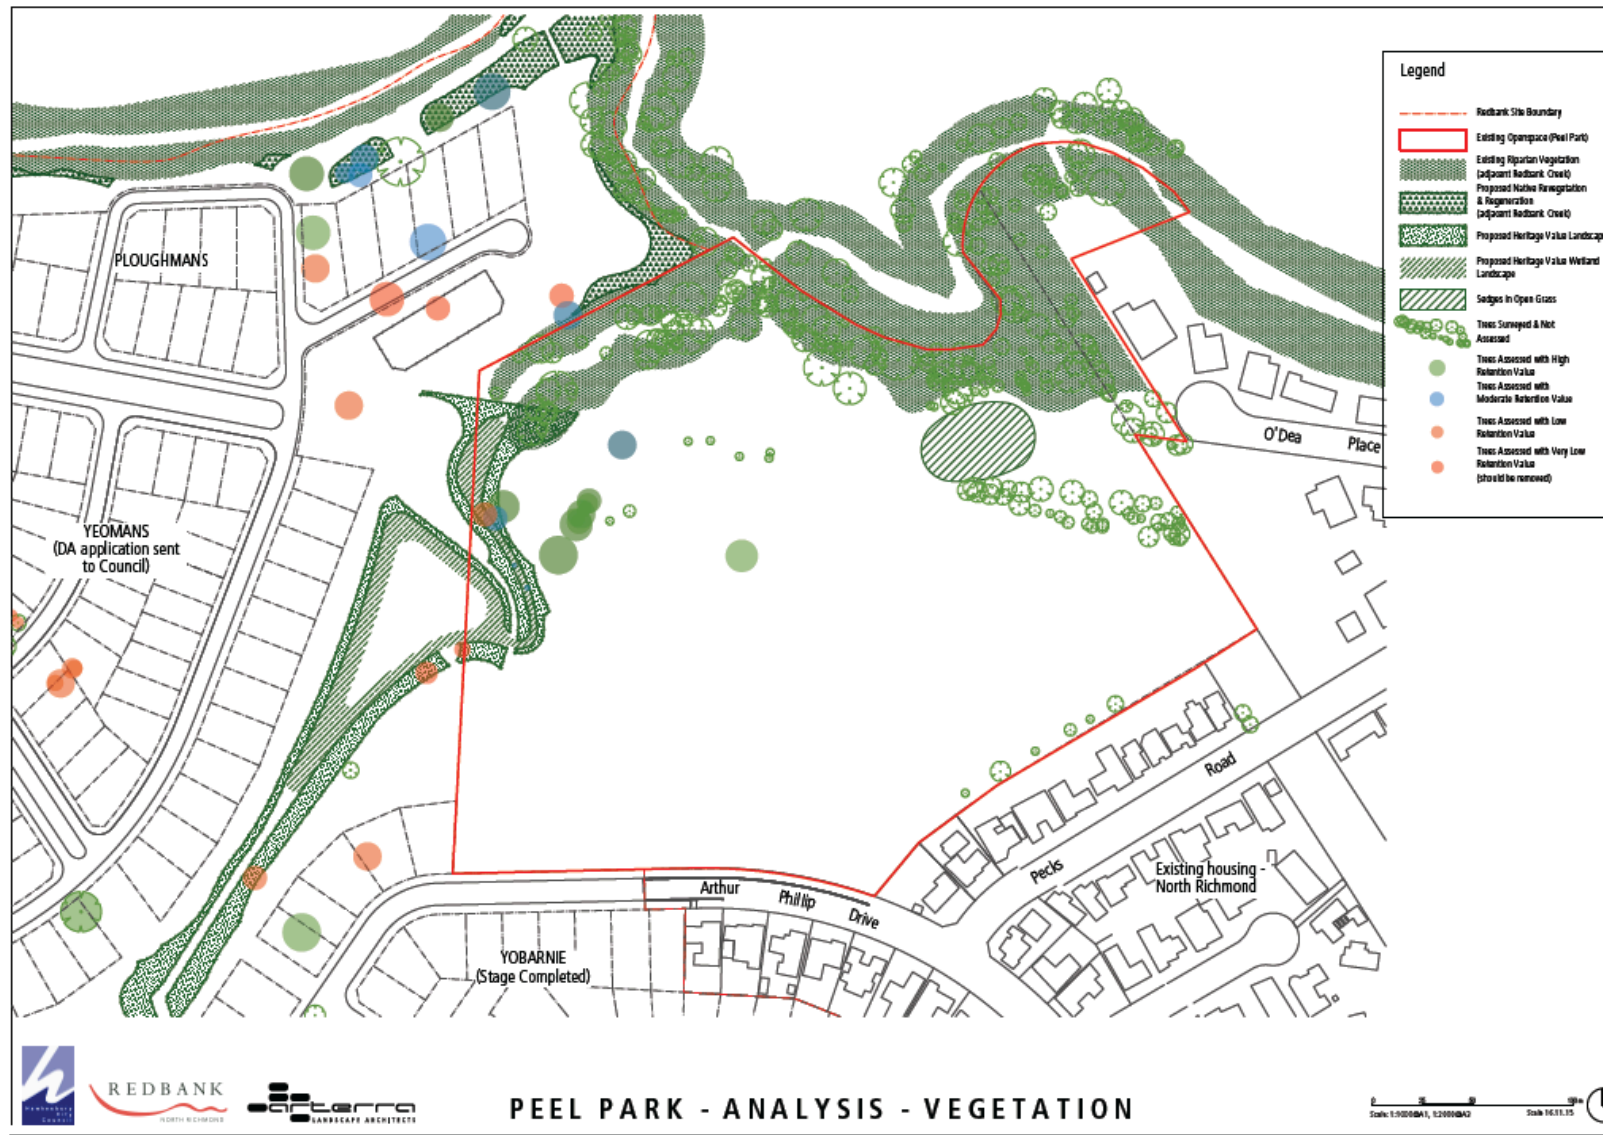 Legend
Redbank Site Boundary
Existing Openspace (Peel Park)
Existing Riparian Vegetation
(adjacent Redbank Creek)
Proposed Native Revegetation
& Regeneration
(adjacent Redbank Creek)
Proposed Heritage Value Landscape
Proposed Heritage Value Wetland
Landscape
Sedges in Open Grass
Trees Surveyed & Not
Assessed
Trees Assessed with High
Retention Value
Trees Assessed with
Moderate Retention Value
Trees Assessed with Low
Retention Value
Trees Assessed with Very Low
Retention Value
(should be removed)
PLOUGHMANS
O'Dea Place
YEOMANS
(DA application sent
to Council)
Road
Pecks
Existing housing -
North Richmond
Arthur Phillip Drive
YOBARNIE
(Stage Completed)
Hawkesbury
City
Council
REDBANK
NORTH RICHMOND
arterra
LANDSCAPE ARCHITECTS
PEEL PARK - ANALYSIS - VEGETATION